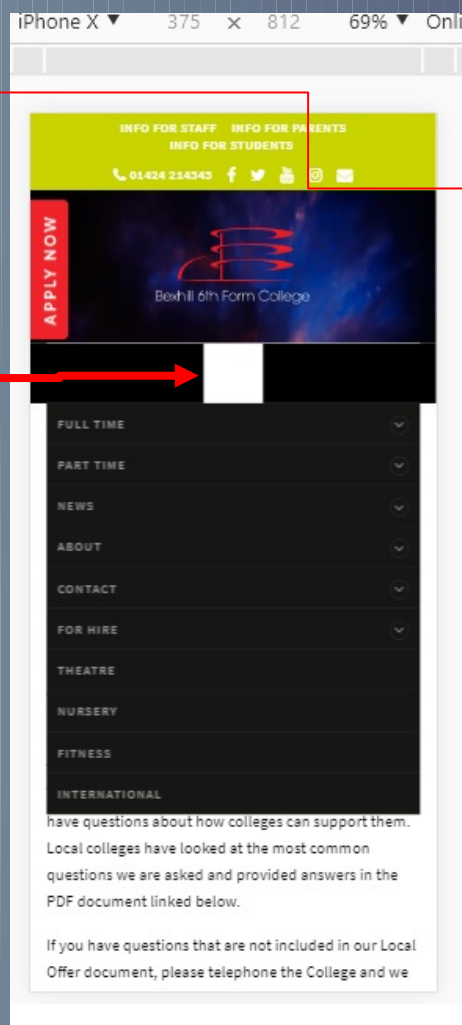 iPhone X ▼ 375 × 812 69% ▼
INFO FOR STAFF INFO FOR PARENTS
INFO FOR STUDENTS
01424 214343
APPLY NOW
Bexhill 6th Form College
FULL TIME
PART TIME
NEWS
ABOUT
CONTACT
FOR HIRE
THEATRE
NURSERY
FITNESS
INTERNATIONAL
have questions about how colleges can support them.
Local colleges have looked at the most common
questions we are asked and provided answers in the
PDF document linked below.
If you have questions that are not included in our Local
Offer document, please telephone the College and we